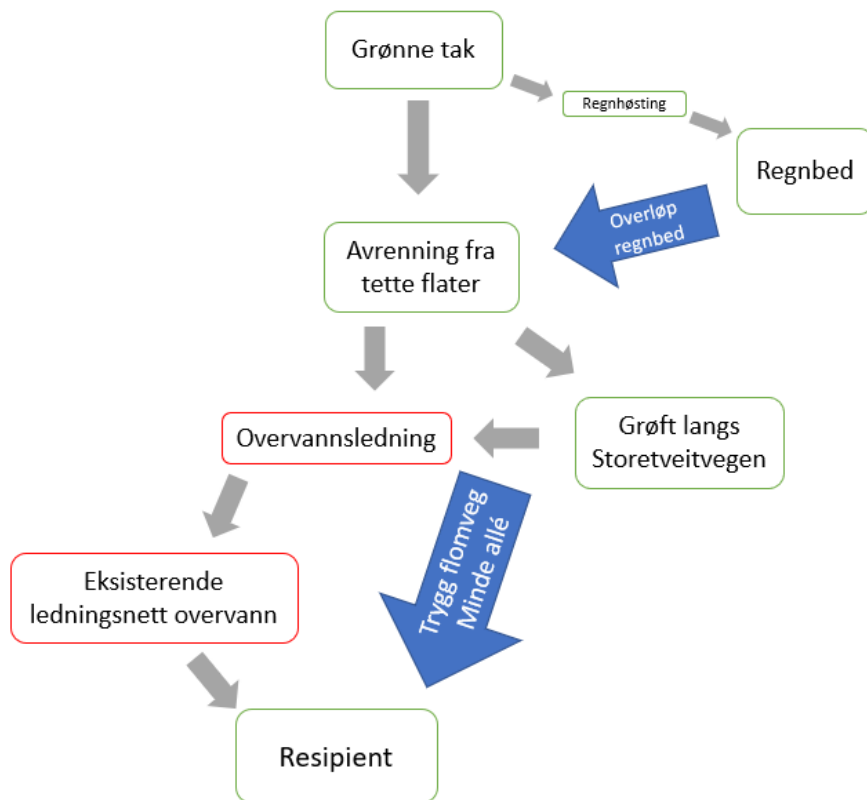 Grønne tak
Regnhøsting
Regnbed
Overløp
regnbed
Avrenning fra
tette flater
Overvannsledning
Grøft langs
Storetveitvegen
Trygg flomveg
Minde allé
Eksisterende
ledningsnett overvann
Resipient